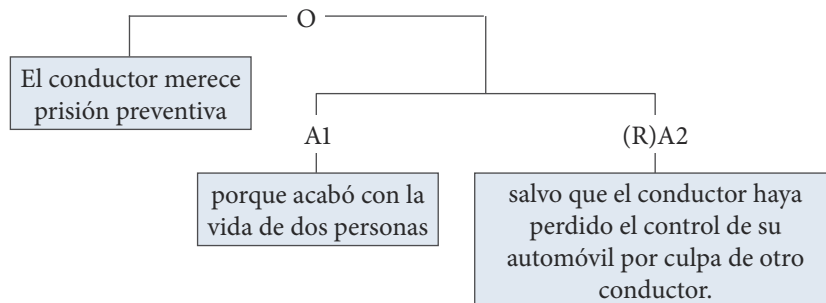 O
El conductor merece
prisión preventiva
A1
(R)A2
porque acabó con la
vida de dos personas
salvo que el conductor haya
perdido el control de su
automóvil por culpa de otro
conductor.